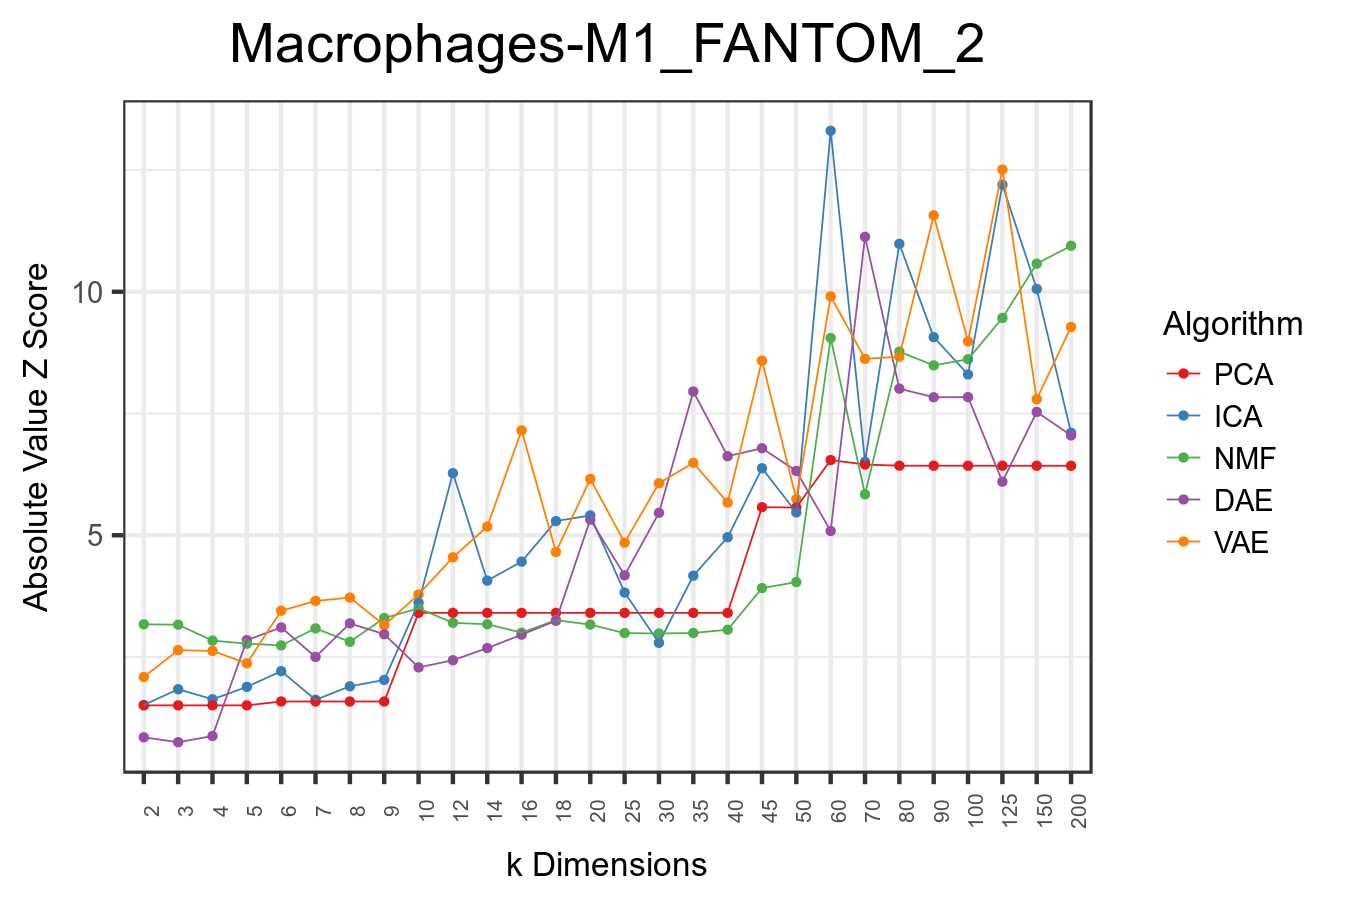 Macrophages-M1_FANTOM_2
Absolute Value Z Score
10
5
2 3 4 5 6 7 8 9 10 12 14 16 18 20 25 30 35 40 45 50 60 70 80 90 100 125 150 200
k Dimensions
Algorithm
PCA
ICA
NMF
DAE
VAE